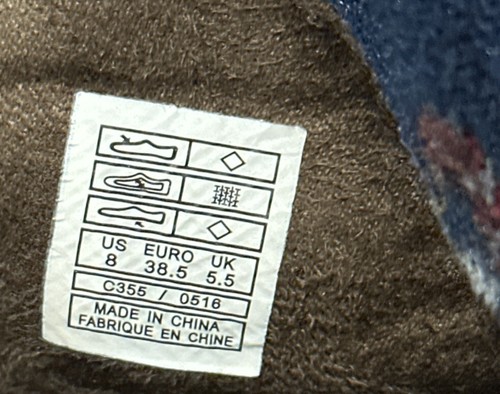 US EURO UK
8 38.5 5.5
C355 / 0516
MADE IN CHINA
FABRIQUE EN CHINE